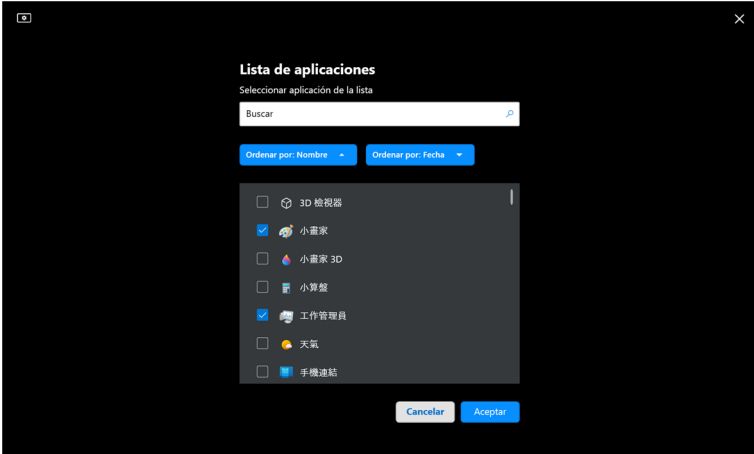 Lista de aplicaciones
Seleccionar aplicación de la lista
Buscar
Ordenar por: Nombre Ordenar por: Fecha
3D 檢視器
小畫家
小畫家 3D
小算盤
工作管理員
天氣
手機連結
Cancelar Aceptar